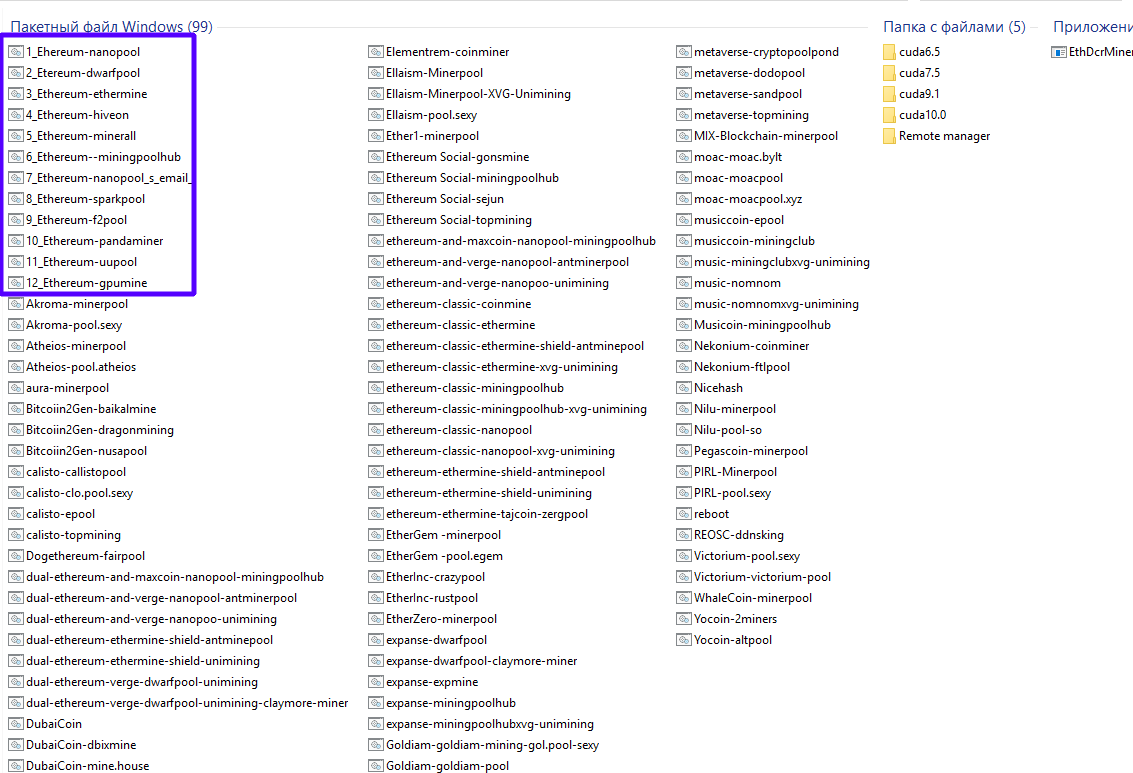 Пакетный файл Windows (99)
1_Ehereum-nanopool
2_Etereum-dwarfpool
3_Ethereum-ethermine
4_Ethereum-hiveon
5_Ethereum-minerall
6_Ethereum--miningpoolhub
7_Ethereum-nanopool_s_email_
8_Ethereum-sparkpool
9_Ethereum-f2pool
10_Ethereum-pandaminer
11_Ethereum-uupool
12_Ethereum-gpumine
Akroma-minerpool
Akroma-pool.sexy
Atheios-minerpool
Atheios-pool.atheios
aura-minerpool
Bitcoiin2Gen-baikalmine
Bitcoiin2Gen-dragonmining
Bitcoiin2Gen-nusapool
calisto-callistopool
calisto-clo.pool.sexy
calisto-epool
calisto-topmining
Dogethereum-fairpool
dual-ethereum-and-maxcoin-nanopool-miningpoolhub
dual-ethereum-and-verge-nanopool-antminerpool
dual-ethereum-and-verge-nanopoo-unimining
dual-ethereum-ethermine-shield-antminepool
dual-ethereum-ethermine-shield-unimining
dual-ethereum-verge-dwarfpool-unimining
dual-ethereum-verge-dwarfpool-unimining-claymore-miner
DubaiCoin
DubaiCoin-dbixmine
DubaiCoin-mine.house
Elementrem-coinminer
Ellaism-Minerpool
Ellaism-Minerpool-XVG-Unimining
Ellaism-pool.sexy
Ether1-minerpool
Ethereum Social-gonsmine
Ethereum Social-miningpoolhub
Ethereum Social-sejun
Ethereum Social-topmining
ethereum-and-maxcoin-nanopool-miningpoolhub
ethereum-and-verge-nanopool-antminerpool
ethereum-and-verge-nanopoo-unimining
ethereum-classic-coinmine
ethereum-classic-ethermine
ethereum-classic-ethermine-shield-antminepool
ethereum-classic-ethermine-xvg-unimining
ethereum-classic-miningpoolhub
ethereum-classic-miningpoolhub-xvg-unimining
ethereum-classic-nanopool
ethereum-classic-nanopool-xvg-unimining
ethereum-ethermine-shield-antminepool
ethereum-ethermine-shield-unimining
ethereum-ethermine-tajcoin-zergpool
EtherGem -minerpool
EtherGem -pool.egem
EtherInc-crazypool
EtherInc-rustpool
EtherZero-minerpool
expanse-dwarfpool
expanse-dwarfpool-claymore-miner
expanse-expmine
expanse-miningpoolhub
expanse-miningpoolhubxvg-unimining
Goldiam-goldiam-mining-gol.pool-sexy
Goldiam-goldiam-pool
metaverse-cryptopoolpond
metaverse-dodopool
metaverse-sandpool
metaverse-topmining
MIX-Blockchain-minerpool
moac-moac.bylt
moac-moacpool
moac-moacpool.xyz
musiccoin-epool
musiccoin-miningclub
music-miningclubxvg-unimining
music-nomnom
music-nomnomxvg-unimining
Musicoin-miningpoolhub
Nekonium-coinminer
Nekonium-ftlpool
Nicehash
Nilu-minerpool
Nilu-pool-so
Pegascoin-minerpool
PIRL-Minerpool
PIRL-pool.sexy
reboot
REOSC-ddnsking
Victorium-pool.sexy
Victorium-victorium-pool
WhaleCoin-minerpool
Yocoin-2miners
Yocoin-altpool
Папка с файлами (5)
cuda6.5
cuda7.5
cuda9.1
cuda10.0
Remote manager
Приложени
EthDcrMiner